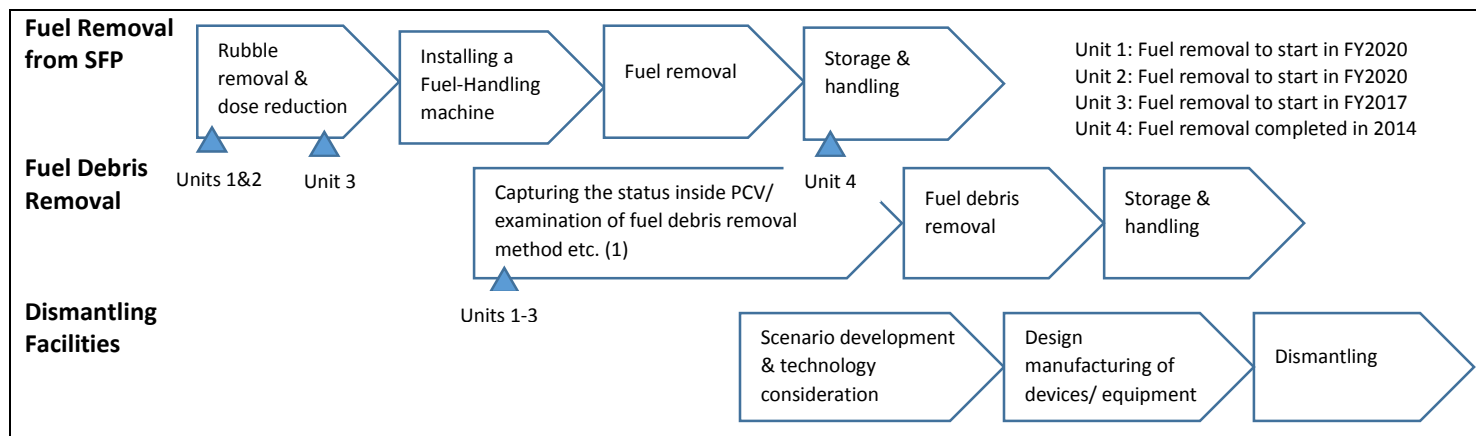 Fuel Removal
from SFP
Rubble
removal &
dose reduction
Installing a
Fuel-Handling
machine
Fuel removal
Storage &
handling
Unit 1: Fuel removal to start in FY2020
Unit 2: Fuel removal to start in FY2020
Unit 3: Fuel removal to start in FY2017
Unit 4: Fuel removal completed in 2014
Units 1&2
Unit 3
Unit 4
Fuel Debris
Removal
Capturing the status inside PCV/
examination of fuel debris removal
method etc. (1)
Fuel debris
removal
Storage &
handling
Units 1-3
Dismantling
Facilities
Scenario development
& technology
consideration
Design
manufacturing of
devices/ equipment
Dismantling